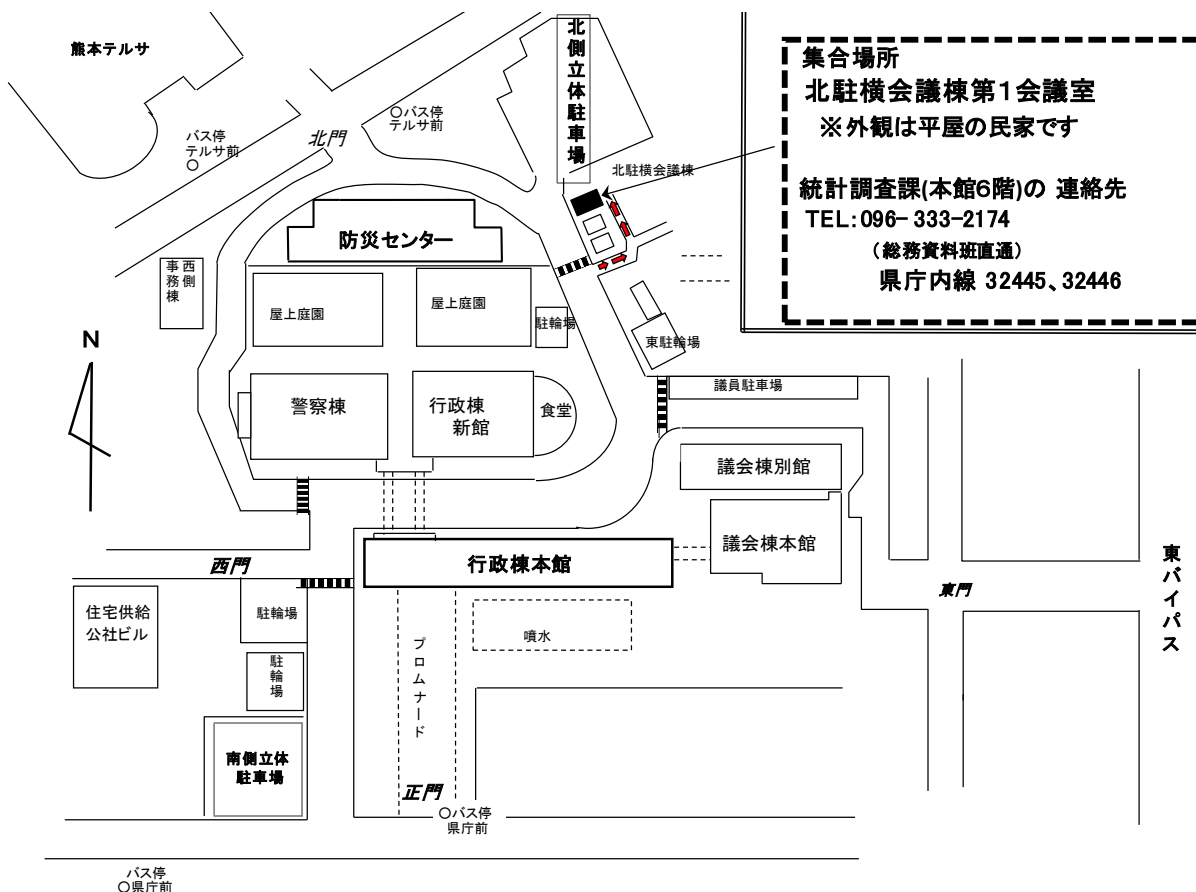 熊本テルサ
北側立体駐車場
集合場所
北駐横会議棟第1会議室
※外観は平屋の民家です
統計調査課(本館6階)の 連絡先
TEL:096-333-2174
(総務資料班直通)
県庁内線 32445、32446
○バス停
テルサ前
北門
バス停
テルサ前
○
北駐横会議棟
防災センター
西側
事務棟
屋上庭園
屋上庭園
駐輪場
東駐輪場
N
議員駐車場
警察棟
行政棟
新館
食堂
議会棟別館
議会棟本館
行政棟本館
西門
東門
東バイパス
住宅供給
公社ビル
駐輪場
駐輪場
プロムナード
噴水
南側立体
駐車場
正門
○バス停
県庁前
バス停
○県庁前